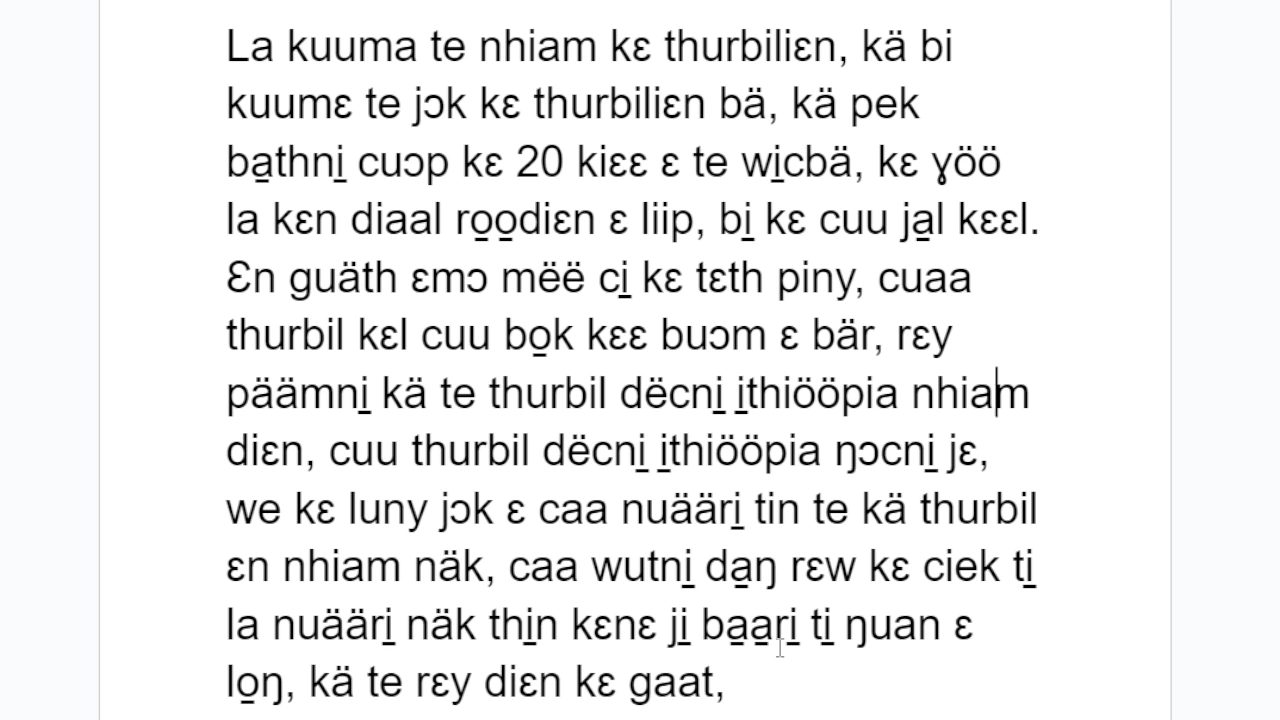 La kuuma te nhiam kɛ thurbiliɛn, kä bi
kuumɛ te jɔk kɛ thurbiliɛn bä, kä pek
ba̱thni̱ cuɔp kɛ 20 kiɛɛ ɛ te wi̱cbä, kɛ ɣöö
la kɛn diaal ro̱o̱diɛn ɛ liip, bi̱ kɛ cuu ja̱l kɛɛl.
Ɛn guäth ɛmɔ mëë ci̱ kɛ tɛth piny, cuaa
thurbil kɛl cuu bo̱k kɛɛ buɔm ɛ bär, rɛy
päämni̱ kä te thurbil dëcni̱ i̱thiööpia nhiam
diɛn, cuu thurbil dëcni̱ i̱thiööpia ŋɔcni̱ jɛ,
we kɛ luny jɔk ɛ caa nuääri̱ tin te kä thurbil
ɛn nhiam näk, caa wutni̱ da̱ŋ rɛw kɛ ciek ti̱
la nuääri̱ näk thi̱n kɛnɛ ji̱ ba̱a̱ri̱ ti̱ ŋuan ɛ
lo̱ŋ, kä te rɛy diɛn kɛ gaat,